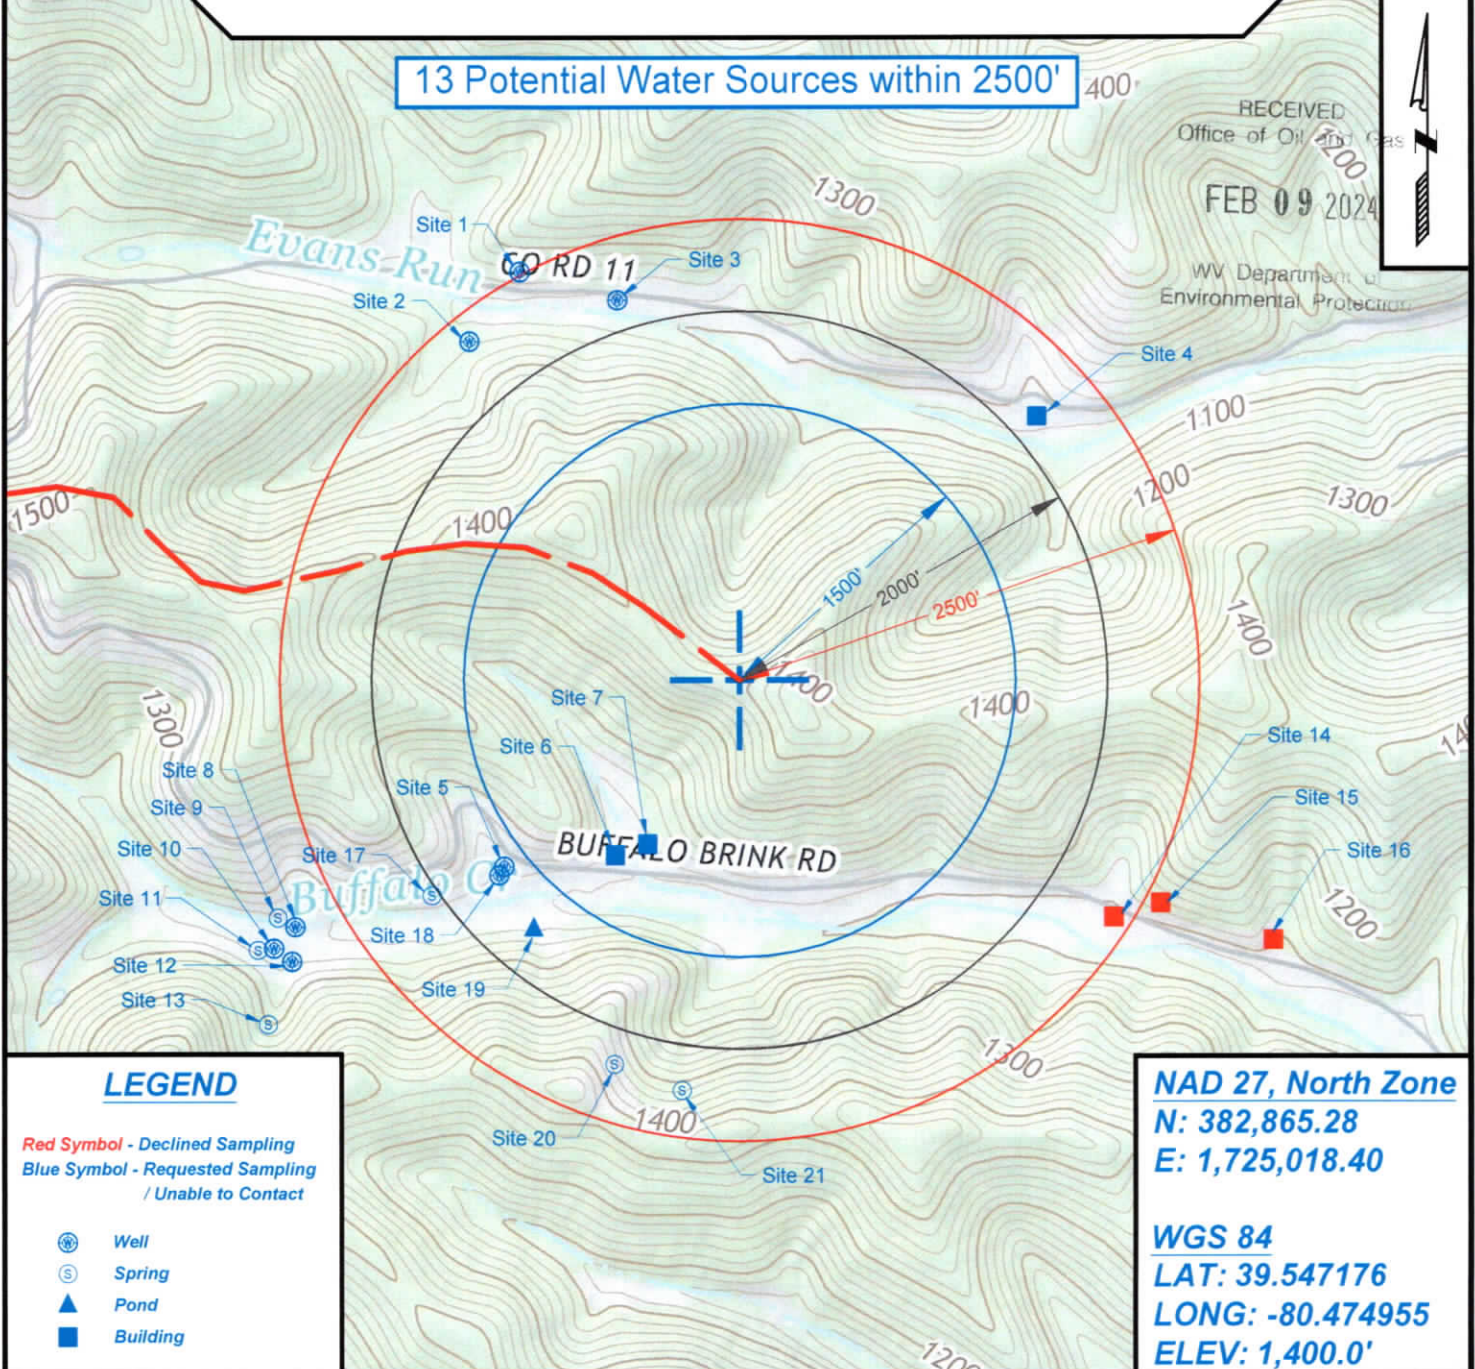 13 Potential Water Sources within 2500'
400
RECEIVED
Office of Oil and Gas
1200
FEB 09 2024
WV Department of
Environmental Protection
N
1300
Evans Run
Site 1
CO RD 11
Site 3
Site 2
Site 4
1100
1200
1300
1500
1400
1500'
2000'
2500'
1400
1400
1400
1300
Site 7
Site 6
Site 14
Site 8
Site 5
Site 15
Site 9
BUFFALO BRINK RD
Site 10
Site 17
Site 16
Buffalo C
Site 11
1200
Site 18
Site 12
Site 19
Site 13
1300
1400
Site 20
Site 21
1200
LEGEND
Red Symbol - Declined Sampling
Blue Symbol - Requested Sampling
/ Unable to Contact
W Well
S Spring
Pond
Building
NAD 27, North Zone
N: 382,865.28
E: 1,725,018.40
WGS 84
LAT: 39.547176
LONG: -80.474955
ELEV: 1,400.0'